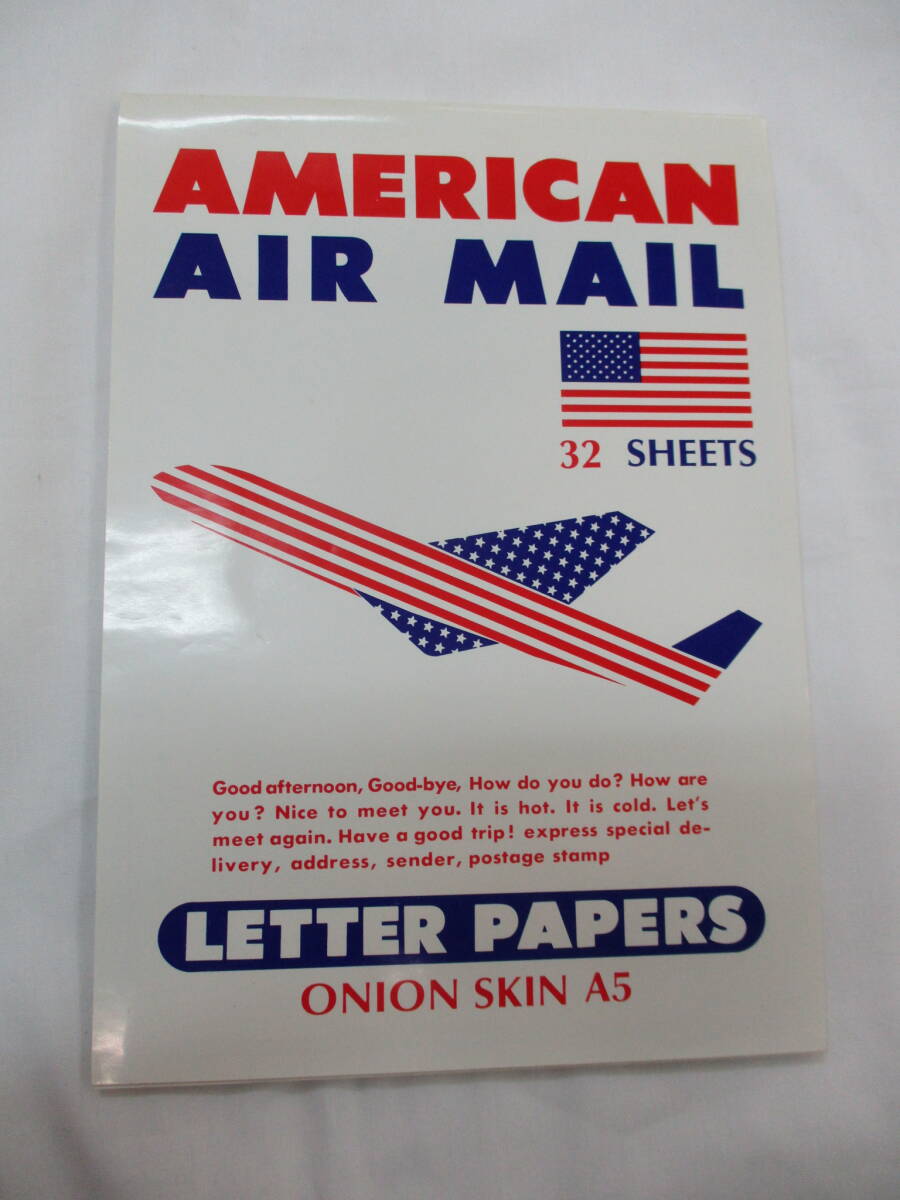 AMERICAN
AIR MAIL
32 SHEETS
Good afternoon, Good-bye, How do you do? How are
you? Nice to meet you. It is hot. It is cold. Let's
meet again. Have a good trip! express special de-
livery, address, sender, postage stamp
LETTER PAPERS
ONION SKIN A5